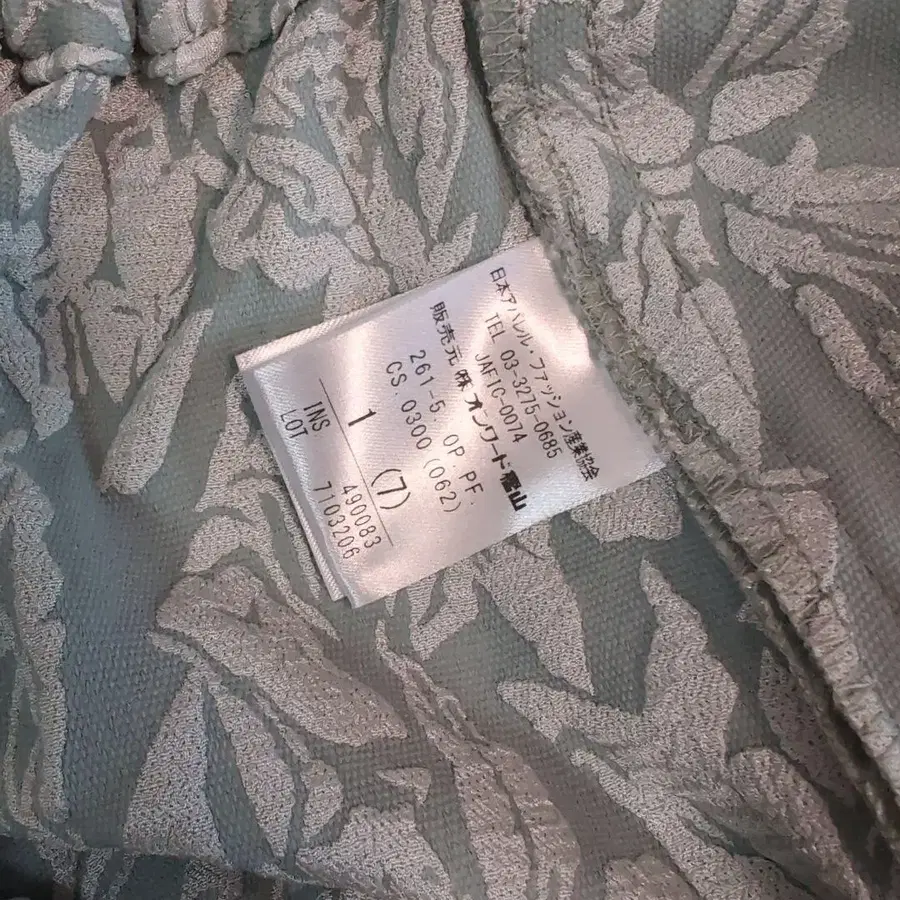 日本アパレル・ファッション産業協会
TEL 03-3275-0685
JAFIC-0074
販売元 ㈱オンワード樫山
261-5. OP. PF.
CS. 0300 (062)
1 (7)
INS 490083
LOT 7103206